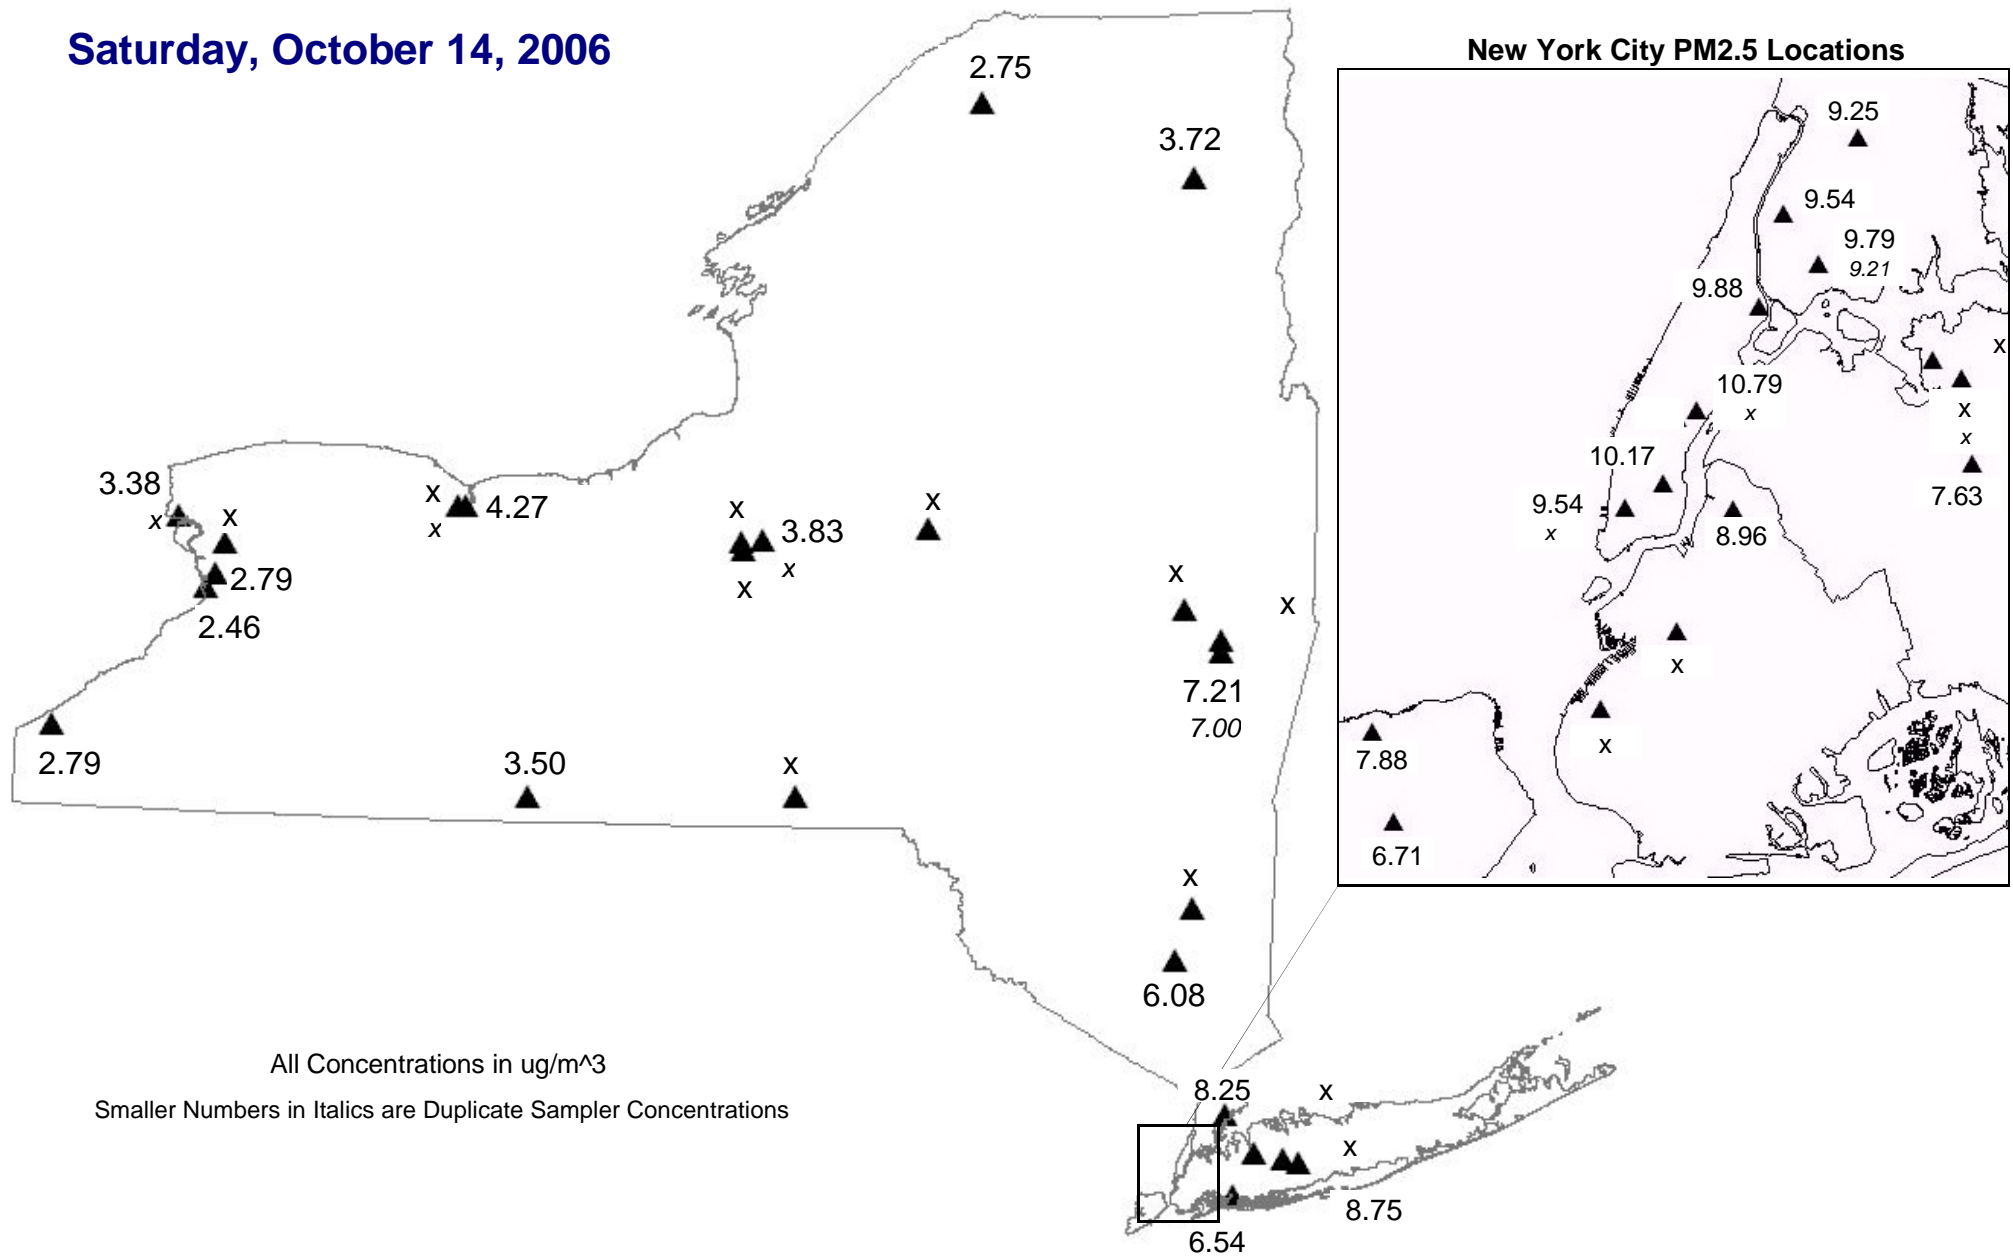 Saturday, October 14, 2006
New York City PM2.5 Locations
2.75
3.72
3.38
x
x
x
x
4.27
x
3.83
x
x
x
2.79
2.46
x
x
7.21
7.00
2.79
3.50
x
x
6.08
All Concentrations in ug/m^3
Smaller Numbers in Italics are Duplicate Sampler Concentrations
8.25
x
x
8.75
6.54
9.25
9.54
9.79
9.21
9.88
x
10.79
x
x
x
10.17
7.63
9.54
x
8.96
x
x
7.88
6.71